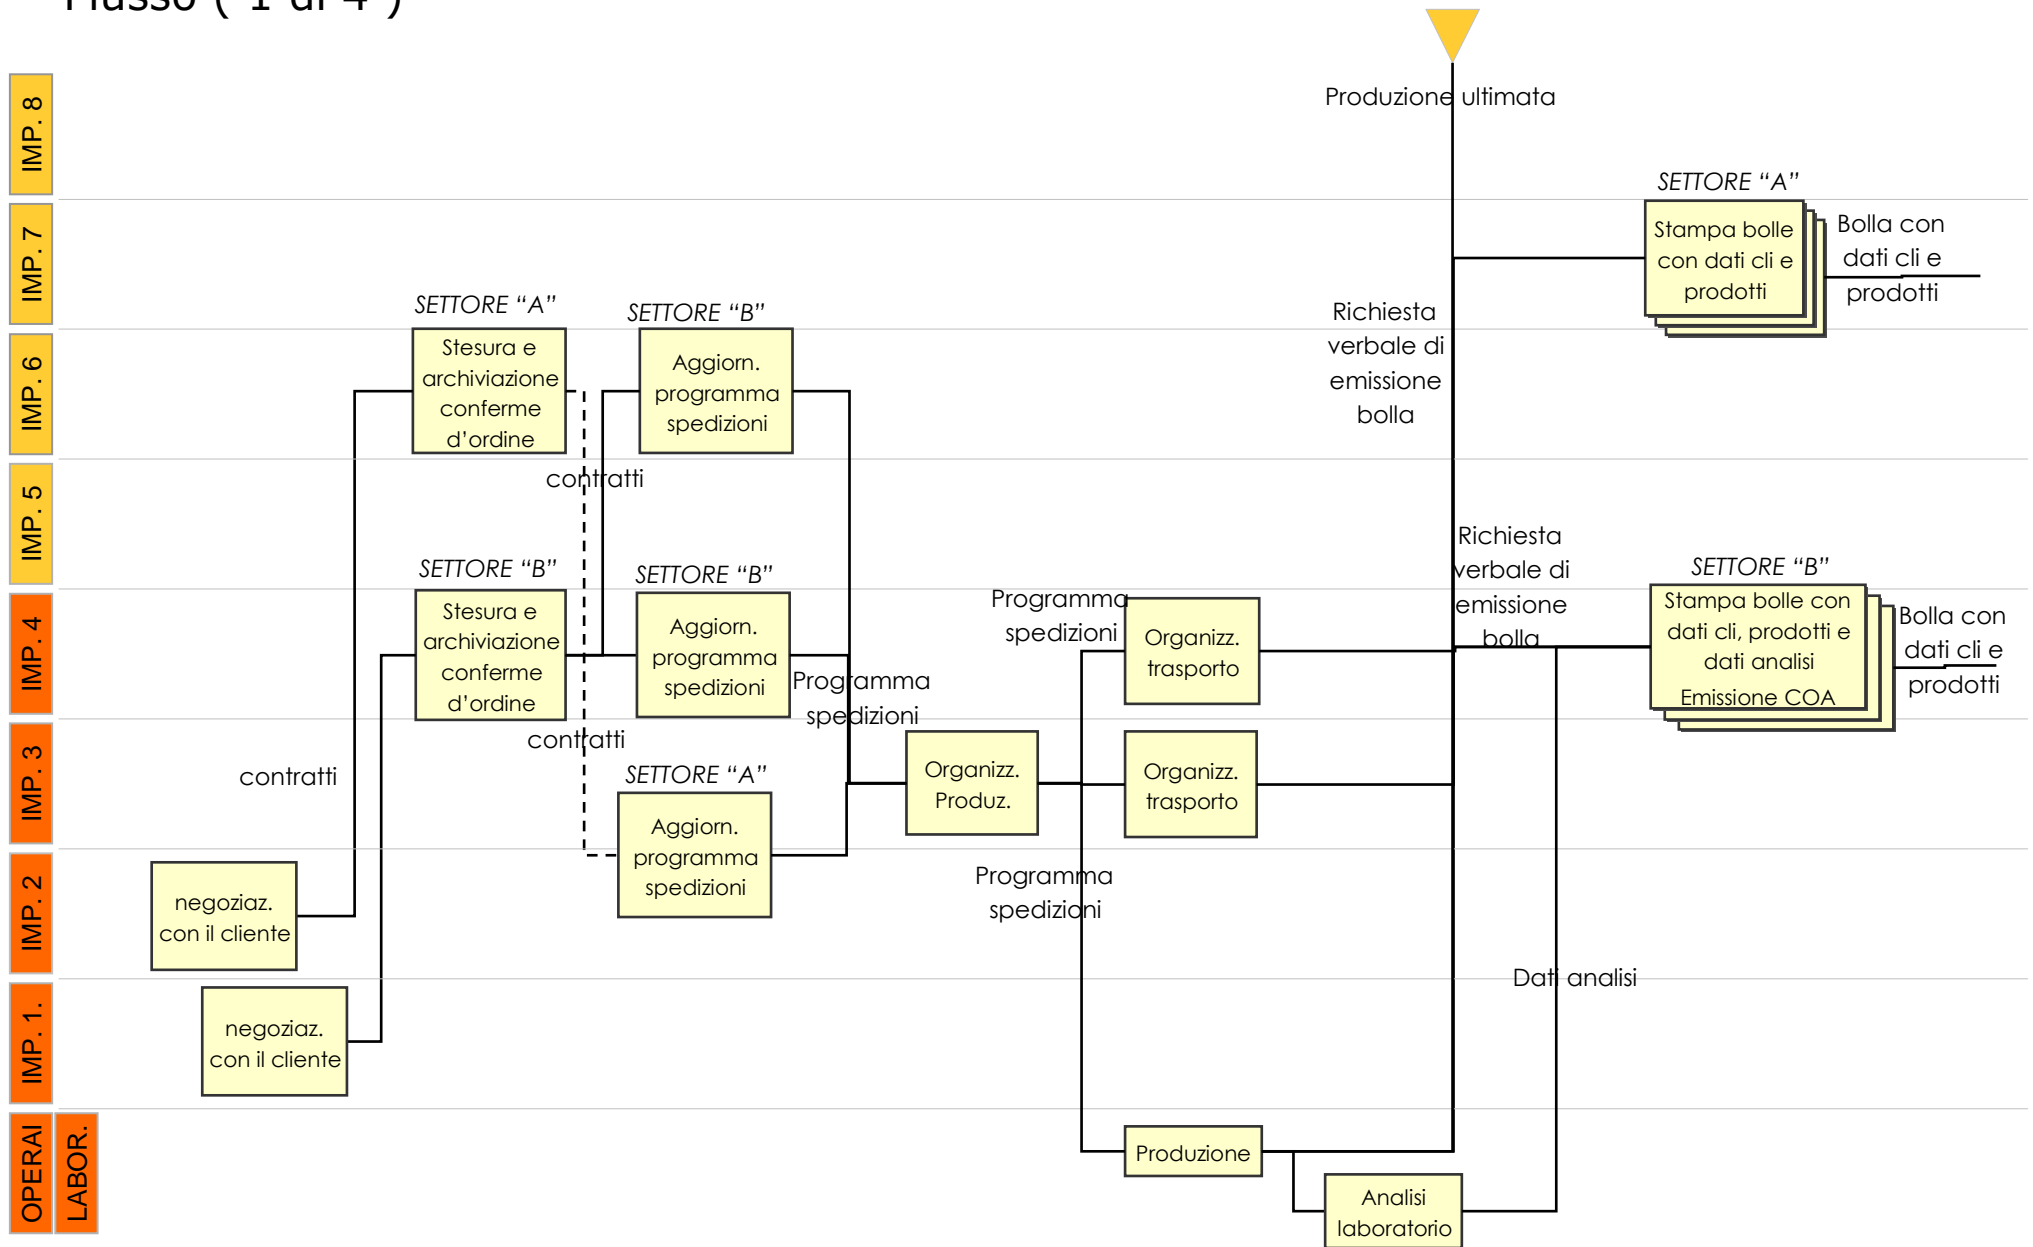 Flusso ( 1 di 4 )
Produzione ultimata
IMP. 8
IMP. 7
IMP. 6
IMP. 5
IMP. 4
IMP. 3
IMP. 2
IMP. 1.
OPERAI
LABOR.
SETTORE “A”
Stampa bolle
con dati cli e
prodotti
Bolla con
dati cli e
prodotti
SETTORE “A”
Stesura e
archiviazione
conferme
d’ordine
SETTORE “B”
Aggiorn.
programma
spedizioni
Richiesta
verbale di
emissione
bolla
contratti
SETTORE “B”
Stesura e
archiviazione
conferme
d’ordine
SETTORE “B”
Aggiorn.
programma
spedizioni
Programma
spedizioni
Programma
spedizioni
Organizz.
trasporto
Richiesta
verbale di
emissione
bolla
SETTORE “B”
Stampa bolle con
dati cli, prodotti e
dati analisi
Emissione COA
Bolla con
dati cli e
prodotti
contratti
contratti
SETTORE “A”
Aggiorn.
programma
spedizioni
Organizz.
Produz.
Organizz.
trasporto
Programma
spedizioni
negoziaz.
con il cliente
Dati analisi
negoziaz.
con il cliente
Produzione
Analisi
laboratorio